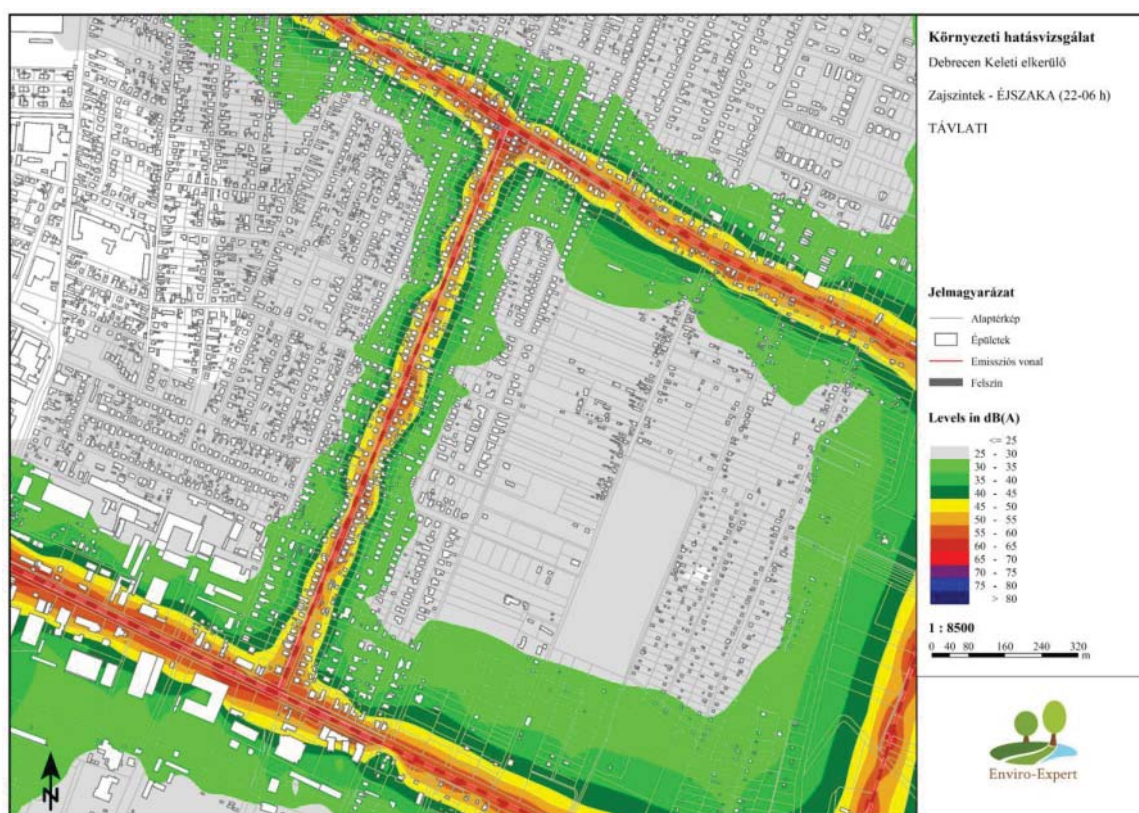 Környezeti hatásvizsgálat
Debrecen Keleti elkerülő
Zajszintek - ÉJSZAKA (22-06 h)
TÁVLATI
Jelmagyarázat
Alaptérkép
Épületek
Emissziós vonal
Felszín
Levels in dB(A)
<= 25
25 - 30
30 - 35
35 - 40
40 - 45
45 - 50
50 - 55
55 - 60
60 - 65
65 - 70
70 - 75
75 - 80
> 80
1 : 8500
0 40 80 160 240 320
m
Enviro-Expert
N